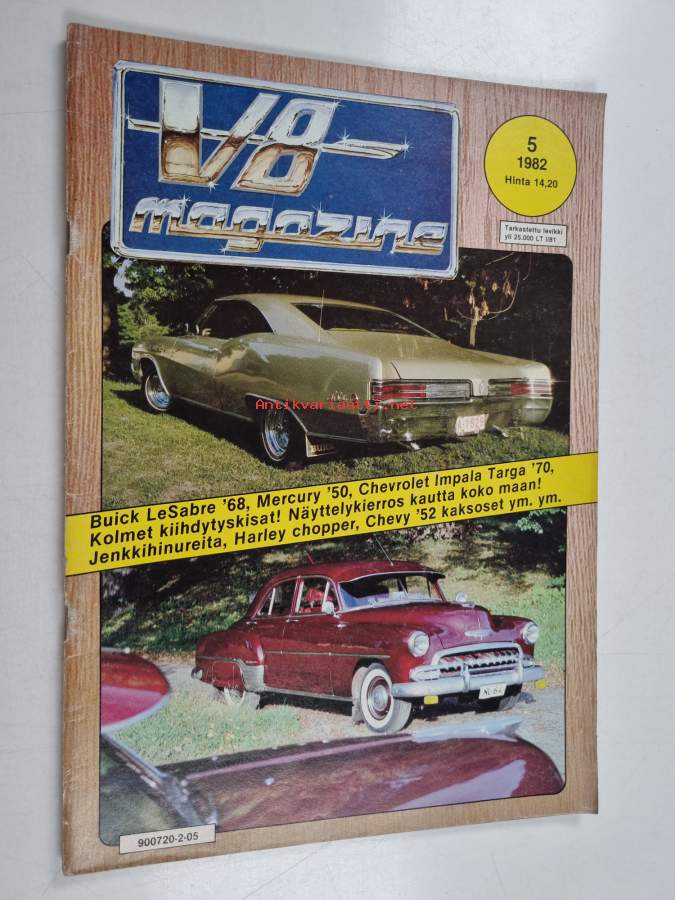 V8
magazine
5
1982
Hinta 14,20
Tarkastettu levikki
yli 25.000 LT I/81
Antikvariaatti.net
Buick LeSabre '68, Mercury '50, Chevrolet Impala Targa '70,
Kolmet kiihdytyskisat! Näyttelykierros kautta koko maan!
Jenkkihinureita, Harley chopper, Chevy '52 kaksoset ym. ym.
900720-2-05